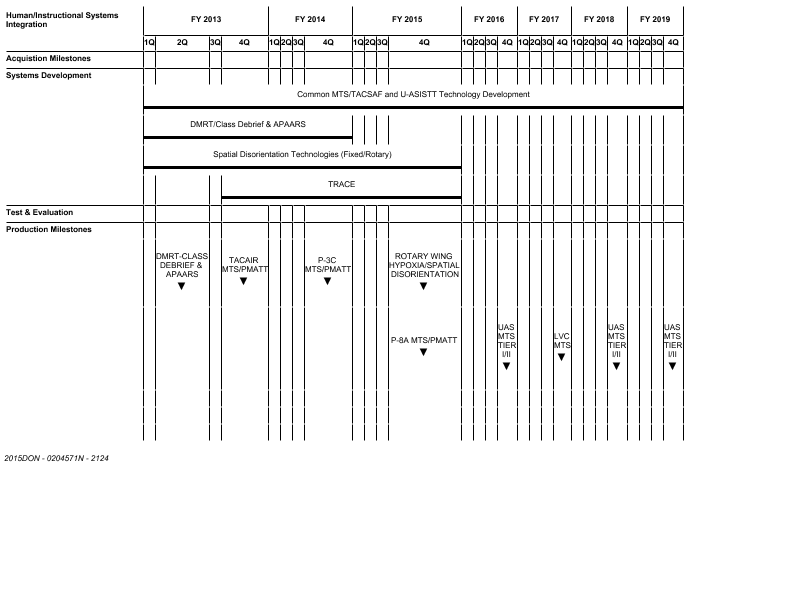 Human/Instructional Systems
Integration
FY 2013 FY 2014 FY 2015 FY 2016 FY 2017 FY 2018 FY 2019
1Q 2Q 3Q 4Q 1Q 2Q 3Q 4Q 1Q 2Q 3Q 4Q 1Q 2Q 3Q 4Q 1Q 2Q 3Q 4Q 1Q 2Q 3Q 4Q 1Q 2Q 3Q 4Q
Acquistion Milestones
Systems Development
Common MTS/TACSAF and U-ASISTT Technology Development
DMRT/Class Debrief & APAARS
Spatial Disorientation Technologies (Fixed/Rotary)
TRACE
Test & Evaluation
Production Milestones
DMRT-CLASS
DEBRIEF &
APAARS
TACAIR
MTS/PMATT
P-3C
MTS/PMATT
ROTARY WING
HYPOXIA/SPATIAL
DISORIENTATION
P-8A MTS/PMATT
UAS
MTS
TIER
I/II
LVC
MTS
UAS
MTS
TIER
I/II
UAS
MTS
TIER
I/II
2015DON - 0204571N - 2124